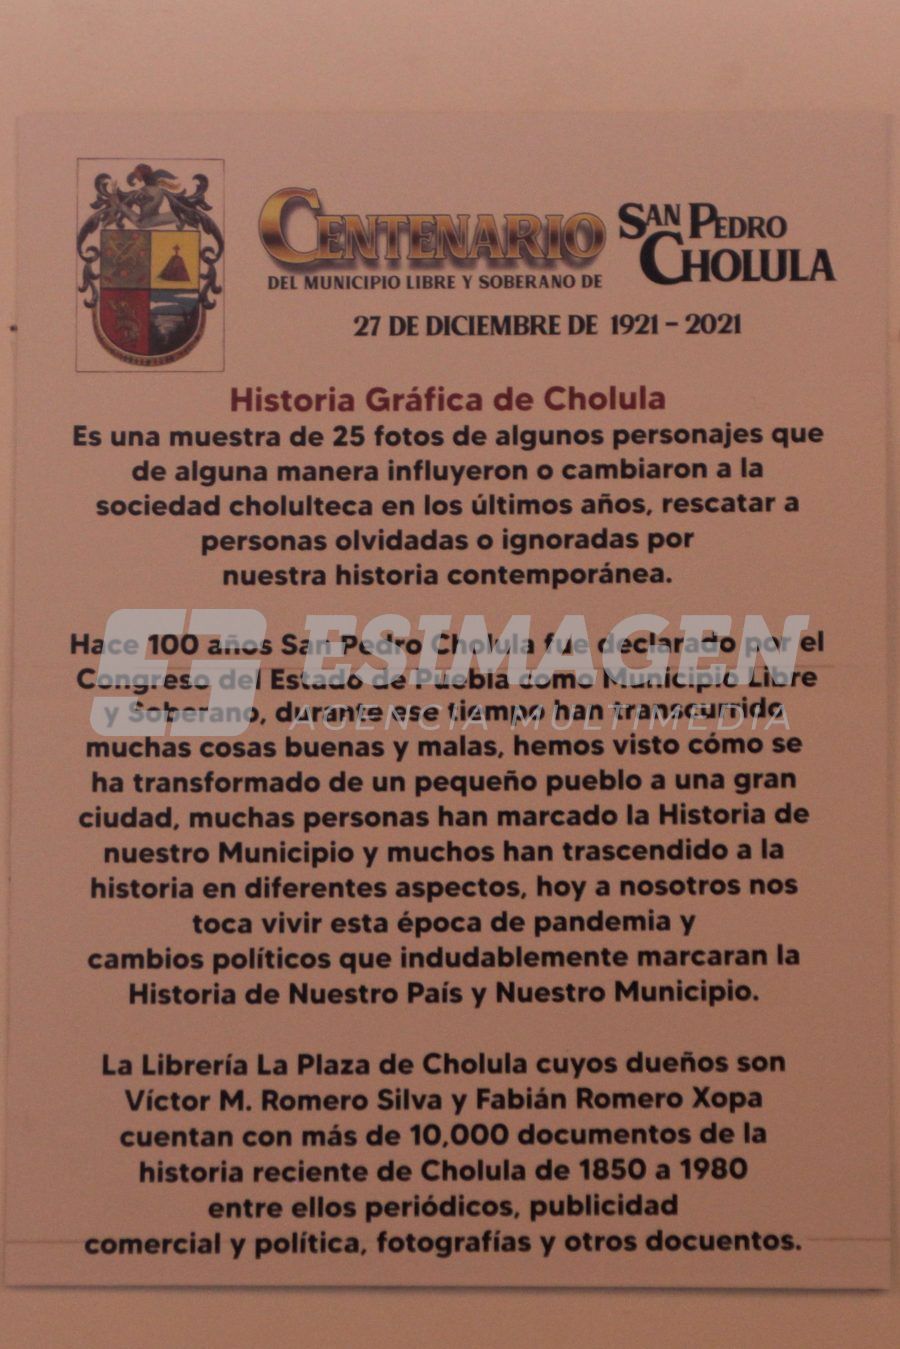 CENTENARIO
DEL MUNICIPIO LIBRE Y SOBERANO DE
SAN PEDRO
CHOLULA
27 DE DICIEMBRE DE 1921 - 2021
Historia Gráfica de Cholula
Es una muestra de 25 fotos de algunos personajes que
de alguna manera influyeron o cambiaron a la
sociedad cholulteca en los últimos años, rescatar a
personas olvidadas o ignoradas por
nuestra historia contemporánea.
Hace 100 años San Pedro Cholula fue declarado por el
Congreso del Estado de Puebla como Municipio Libre
y Soberano, durante ese tiempo han transcurrido
muchas cosas buenas y malas, hemos visto cómo se
ha transformado de un pequeño pueblo a una gran
ciudad, muchas personas han marcado la Historia de
nuestro Municipio y muchos han trascendido a la
historia en diferentes aspectos, hoy a nosotros nos
toca vivir esta época de pandemia y
cambios políticos que indudablemente marcaran la
Historia de Nuestro País y Nuestro Municipio.
La Librería La Plaza de Cholula cuyos dueños son
Víctor M. Romero Silva y Fabián Romero Xopa
cuentan con más de 10,000 documentos de la
historia reciente de Cholula de 1850 a 1980
entre ellos periódicos, publicidad
comercial y política, fotografías y otros docuentos.
ESIMAGEN
AGENCIA MULTIMEDIA